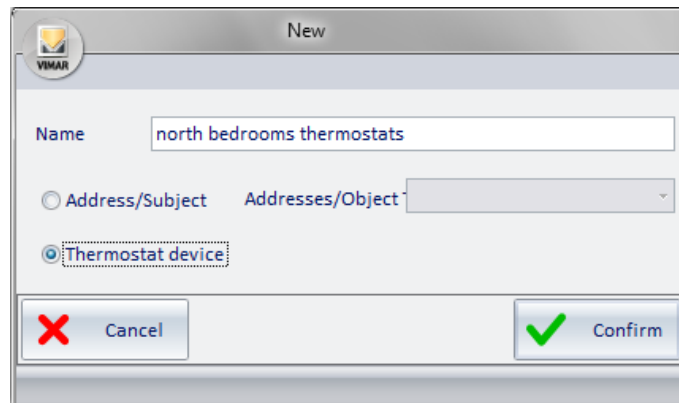 New
VIMAR
Name north bedrooms thermostats
Address/Subject Addresses/Object
Thermostat device
Cancel Confirm